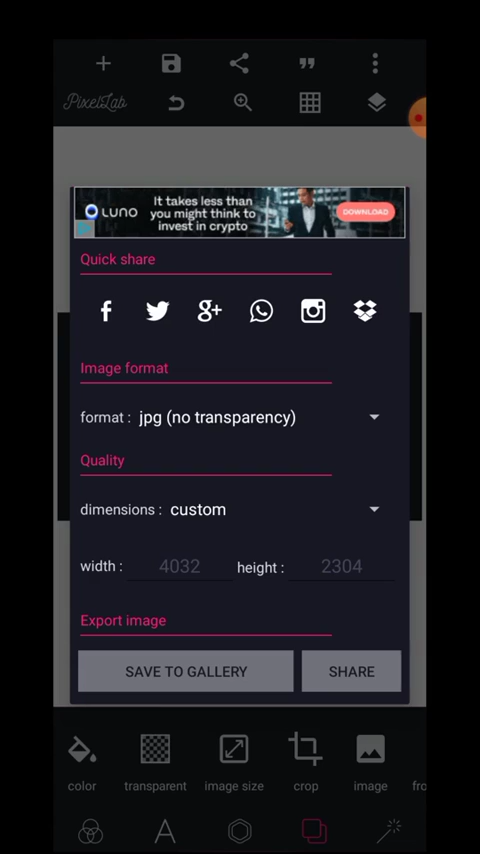 PixelLab
LUNO
It takes less than
you might think to
invest in crypto
DOWNLOAD
Quick share
Image format
format : jpg (no transparency)
Quality
dimensions : custom
width : 4032 height : 2304
Export image
SAVE TO GALLERY SHARE
color transparent image size crop image fro